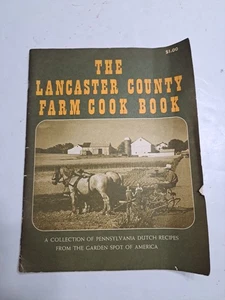 $1.00
THE
LANCASTER COUNTY
FARM COOK BOOK
A COLLECTION OF PENNSYLVANIA DUTCH RECIPES
FROM THE GARDEN SPOT OF AMERICA